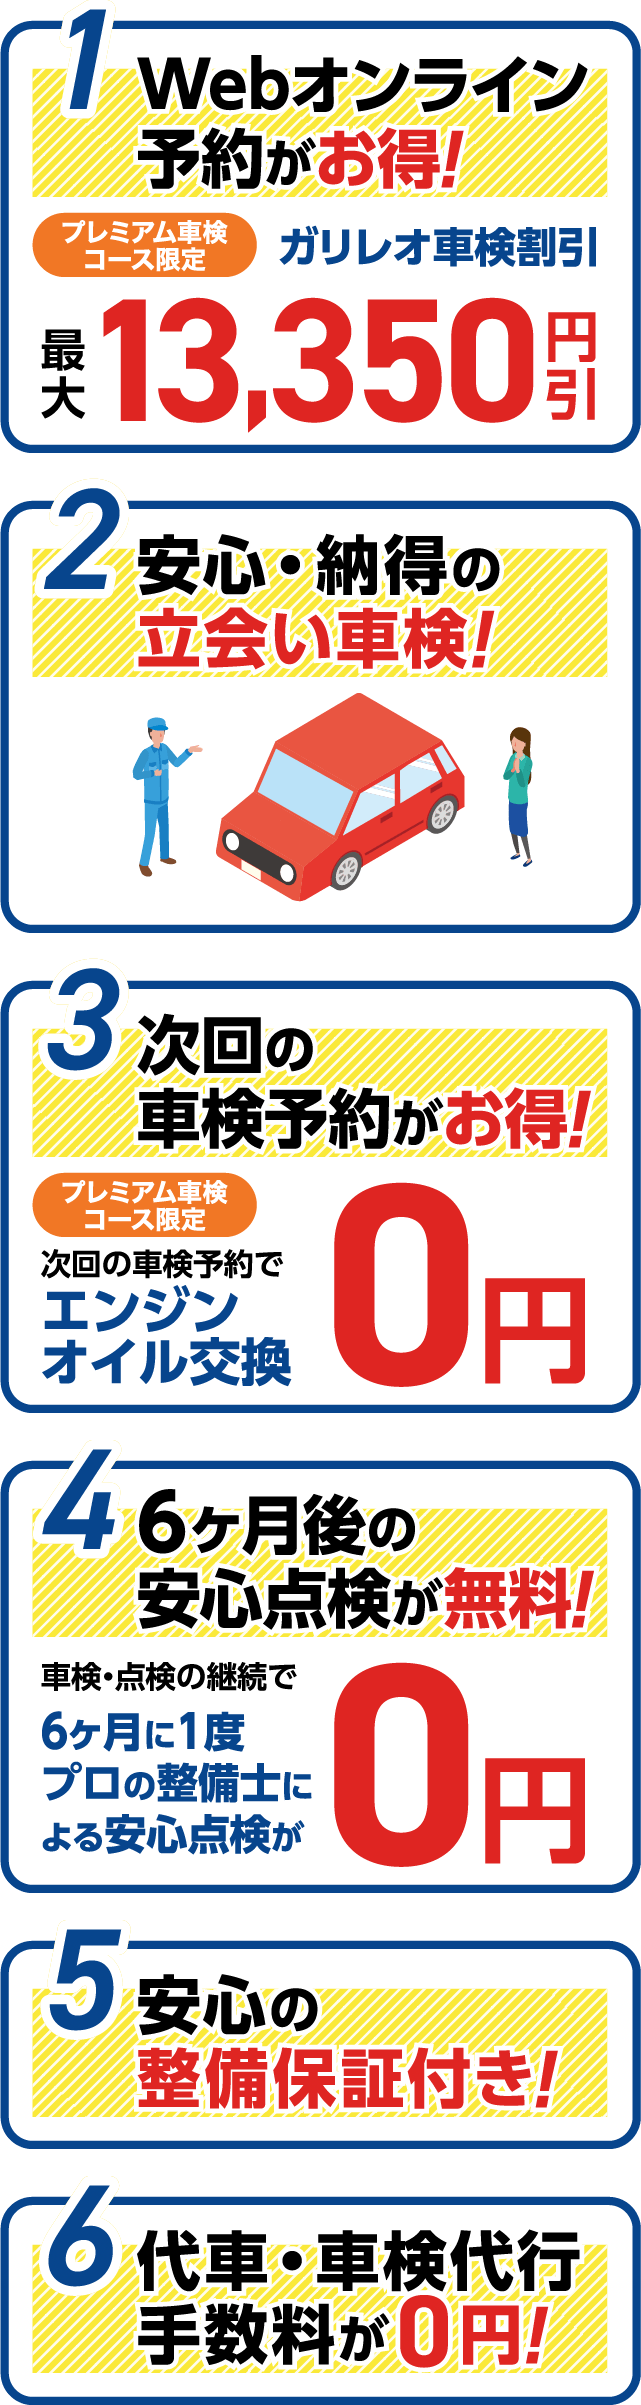 1
Webオンライン
予約がお得!
プレミアム車検
コース限定
ガリレオ車検割引
最大13,350円引
2
安心・納得の
立会い車検!
3
次回の
車検予約がお得!
プレミアム車検
コース限定
次回の車検予約で
エンジン
オイル交換
0円
4
6ヶ月後の
安心点検が無料!
車検・点検の継続で
6ヶ月に1度
プロの整備士に
よる安心点検が
0円
5
安心の
整備保証付き!
6
代車・車検代行
手数料が0円!